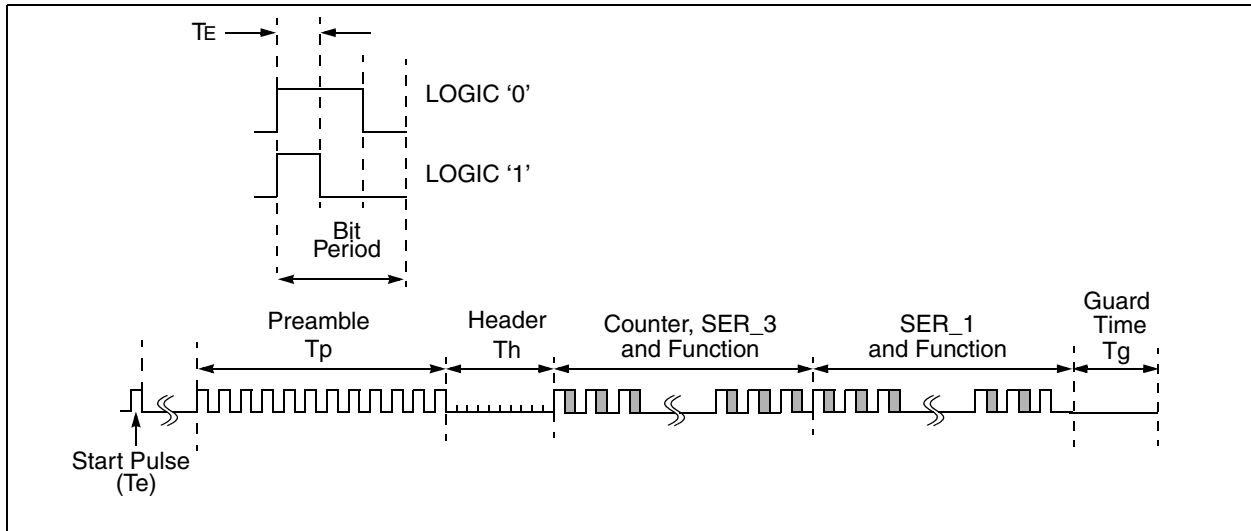 TE
LOGIC ‘0’
LOGIC ‘1’
Bit
Period
Preamble
Tp
Header
Th
Counter, SER_3
and Function
SER_1
and Function
Guard
Time
Tg
Start Pulse
(Te)